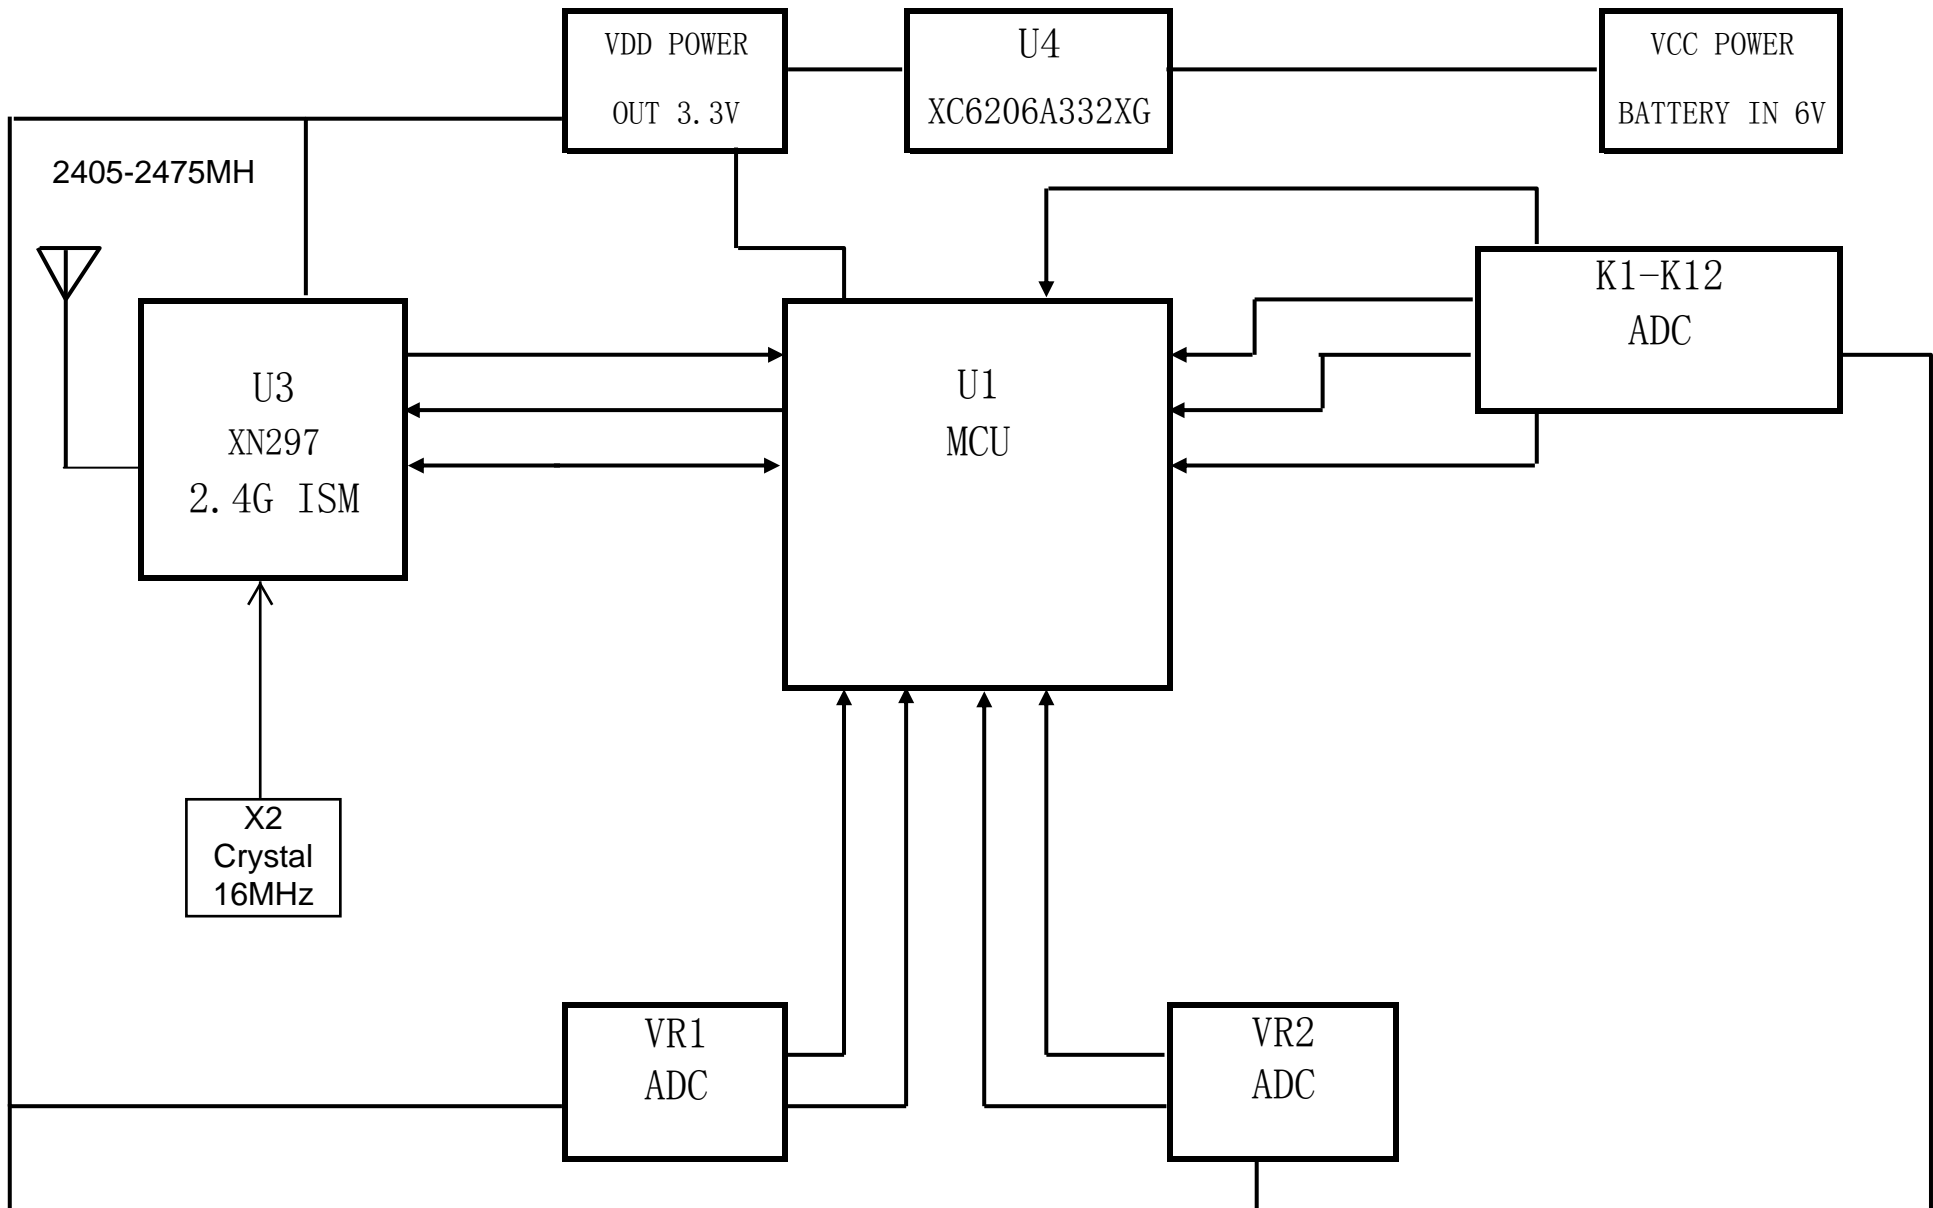 VDD POWER
OUT 3.3V
U4
XC6206A332XG
VCC POWER
BATTERY IN 6V
2405-2475MH
K1-K12
ADC
U3
XN297
2.4G ISM
U1
MCU
X2
Crystal
16MHz
VR1
ADC
VR2
ADC